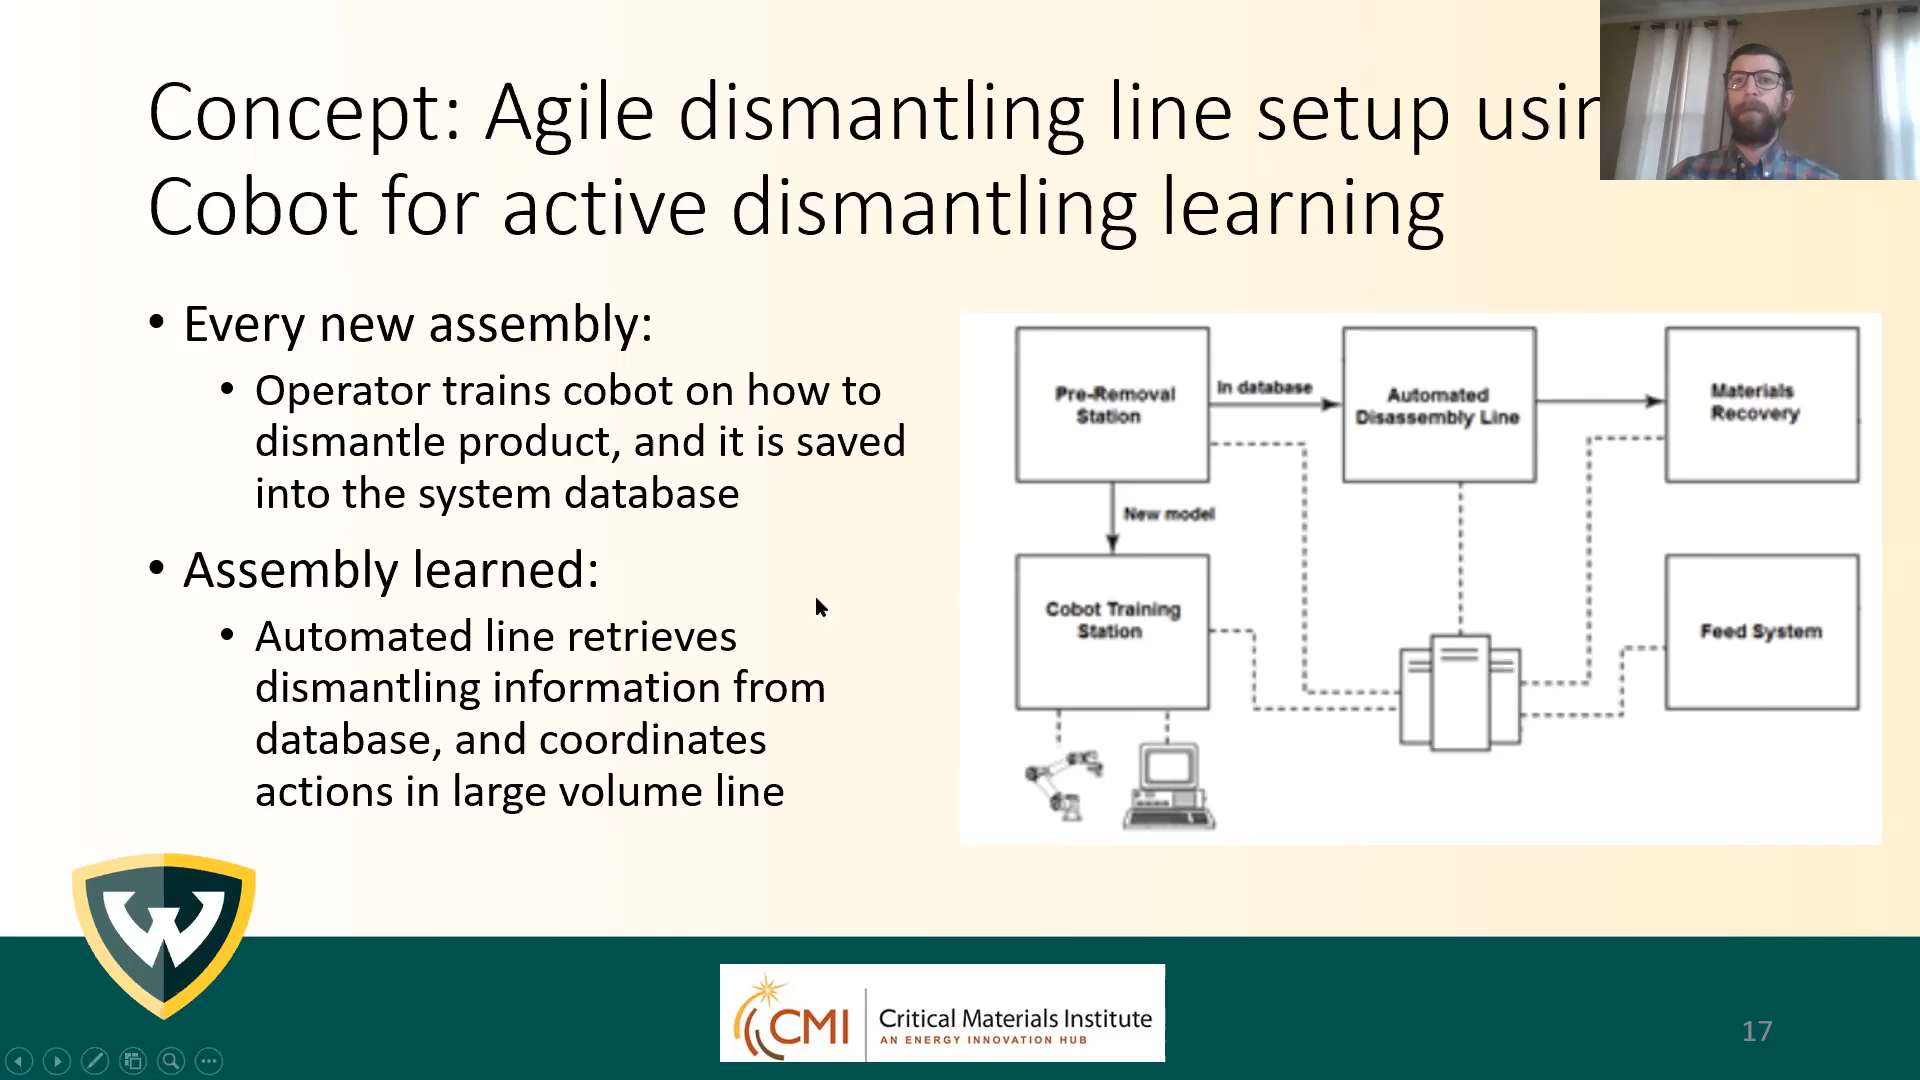 Concept: Agile dismantling line setup usin
Cobot for active dismantling learning
• Every new assembly:
• Operator trains cobot on how to
dismantle product, and it is saved
into the system database
• Assembly learned:
• Automated line retrieves
dismantling information from
database, and coordinates
actions in large volume line
Pre-Removal
Station
In database
Automated
Disassembly Line
Materials
Recovery
New model
Cobot Training
Station
Feed System
W
CMI
Critical Materials Institute
AN ENERGY INNOVATION HUB
17